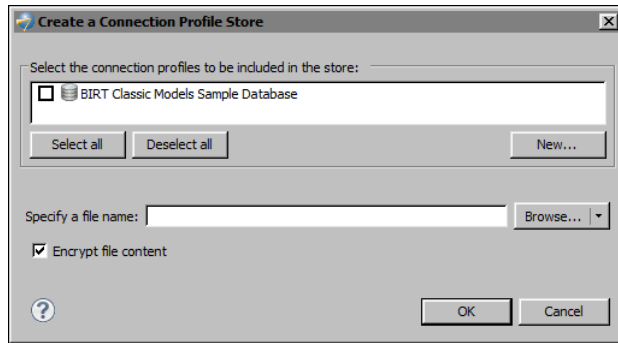 Create a Connection Profile Store
Select the connection profiles to be included in the store:
BIRT Classic Models Sample Database
Select all
Deselect all
New...
Specify a file name:
Browse...
Encrypt file content
?
OK
Cancel